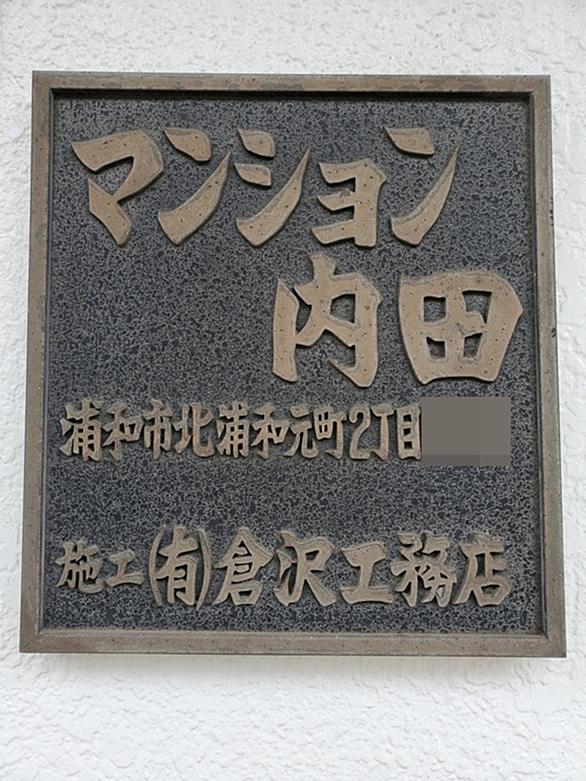 マンション
内田
浦和市北浦和元町2丁目
施工(有)倉沢工務店